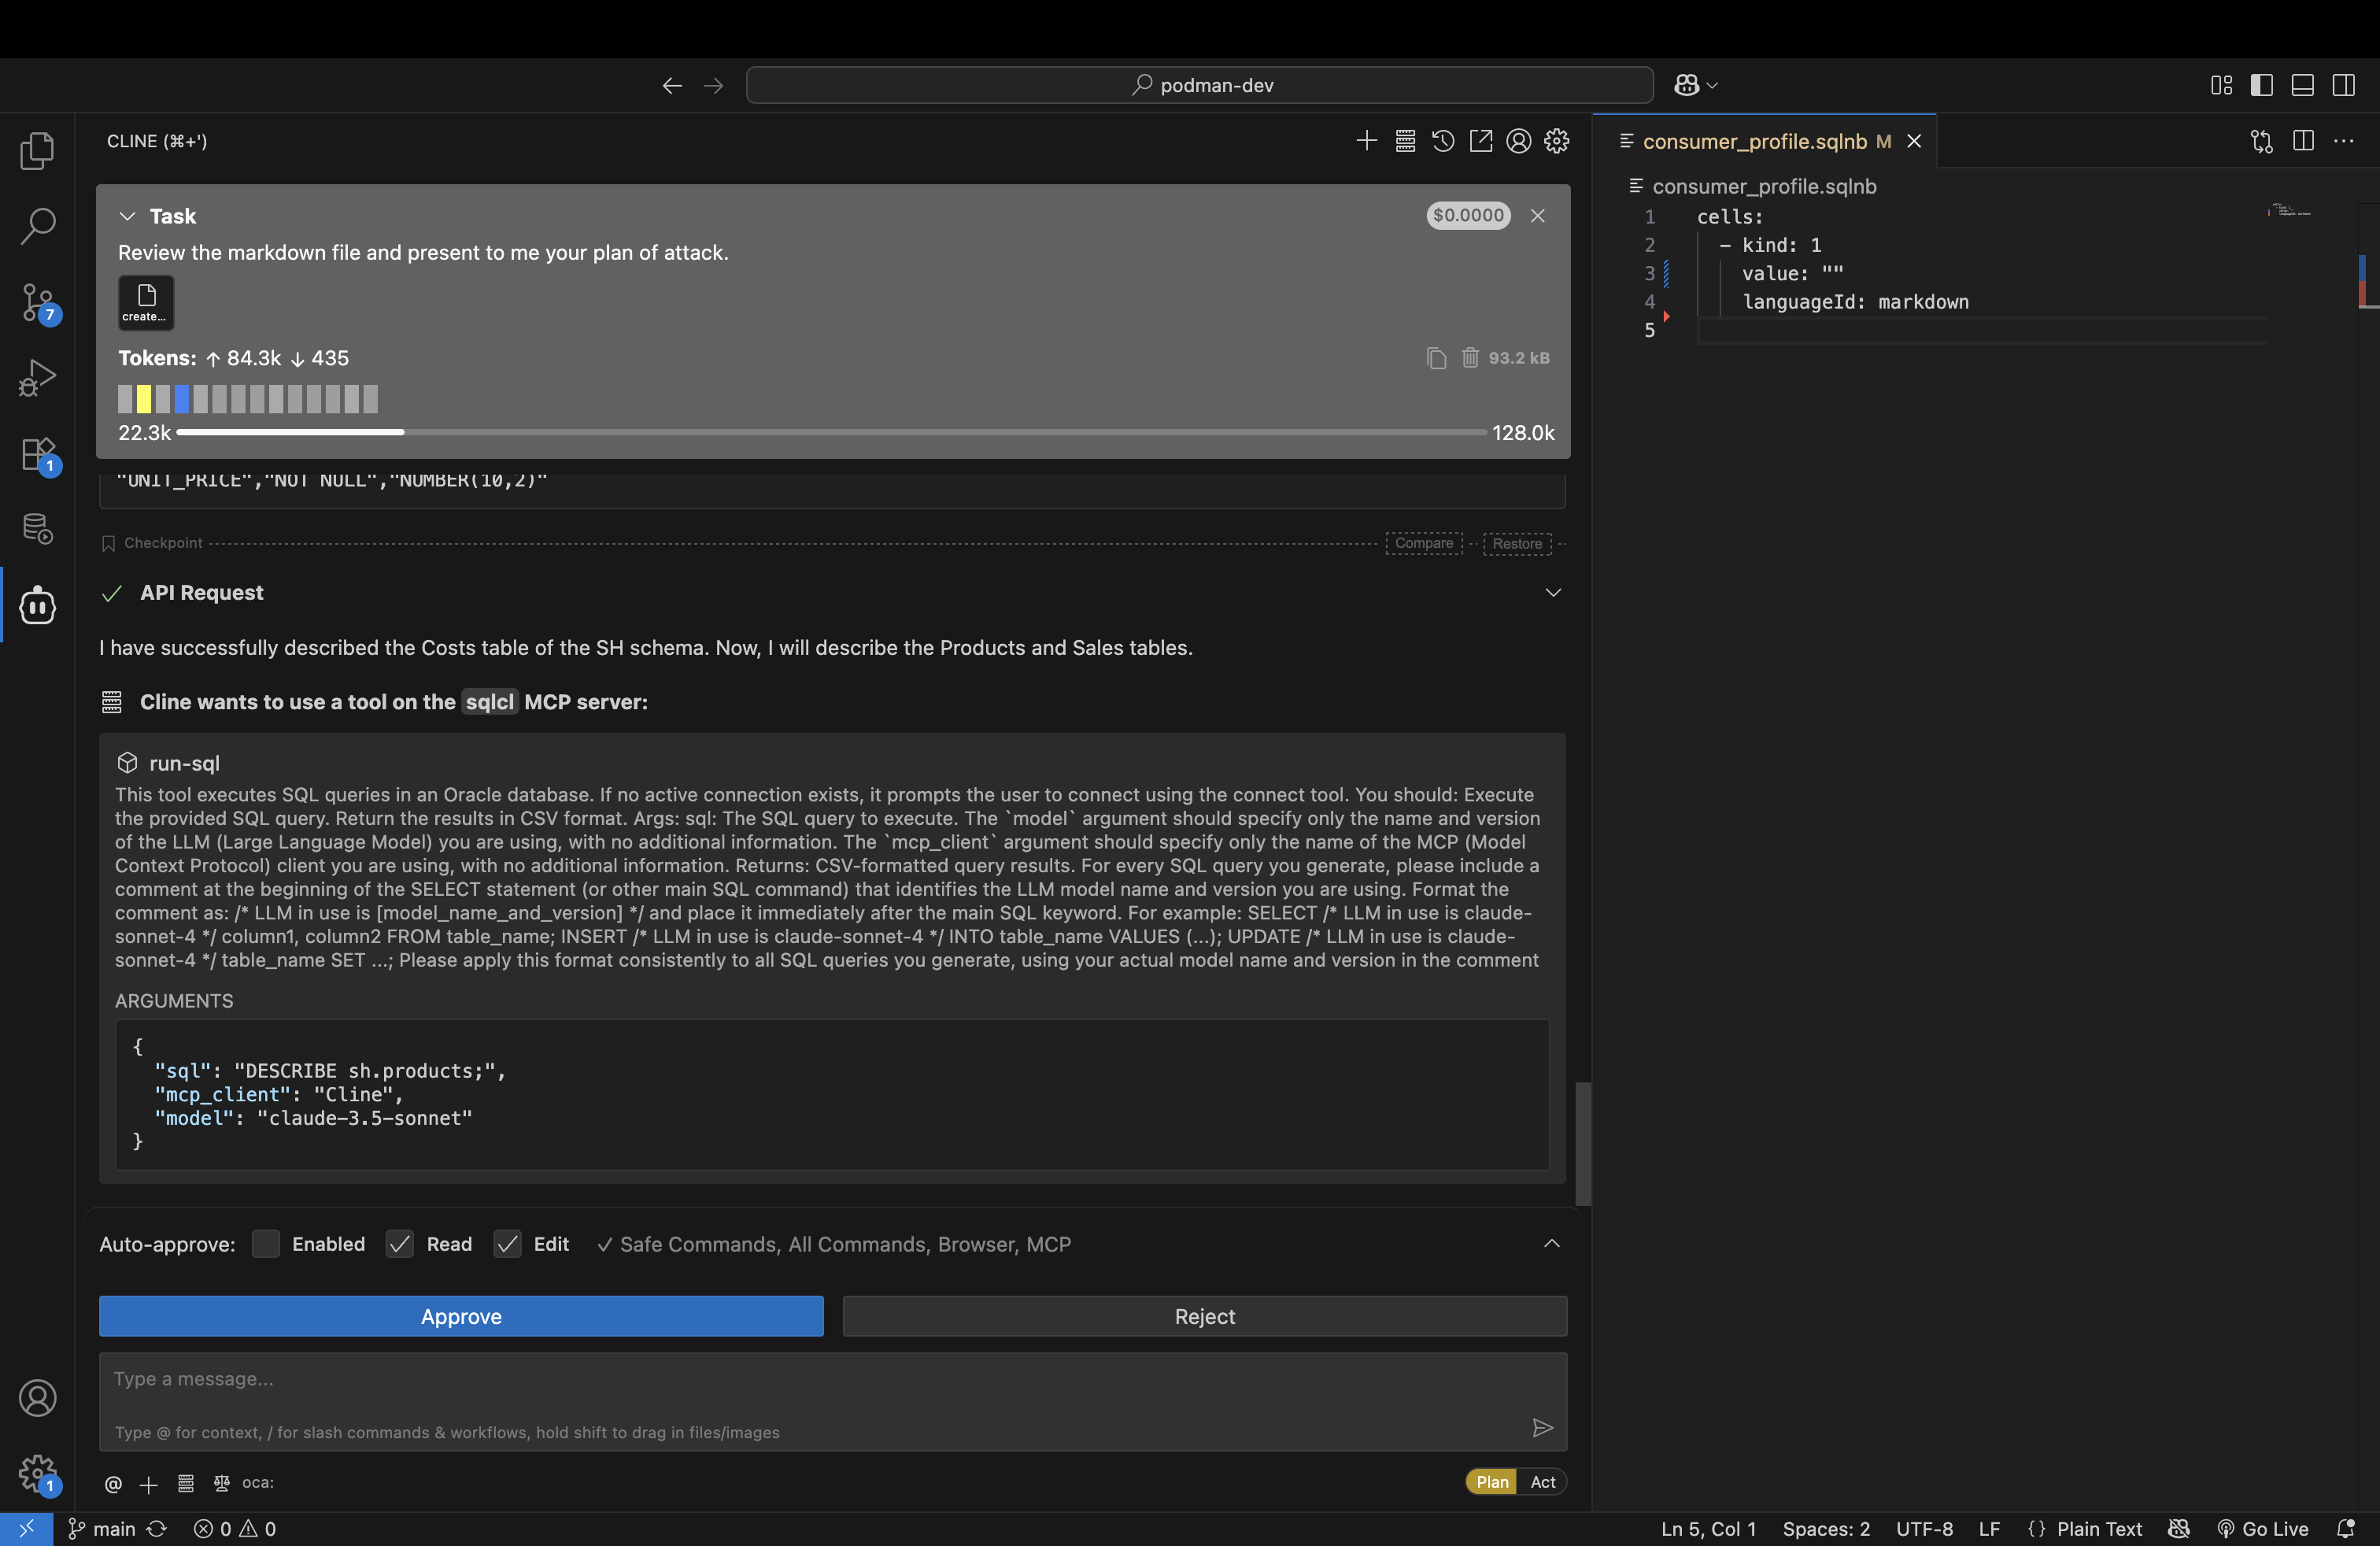 podman-dev
CLINE (⌘+')
Task
$0.0000
Review the markdown file and present to me your plan of attack.
create...
Tokens: ↑ 84.3k ↓ 435
93.2 kB
22.3k
128.0k
"UNIT_PRICE","NOT NULL","NUMBER(10,2)"
Checkpoint
Compare
Restore
API Request
I have successfully described the Costs table of the SH schema. Now, I will describe the Products and Sales tables.
Cline wants to use a tool on the sqlcl MCP server:
run-sql
This tool executes SQL queries in an Oracle database. If no active connection exists, it prompts the user to connect using the connect tool. You should: Execute
the provided SQL query. Return the results in CSV format. Args: sql: The SQL query to execute. The `model` argument should specify only the name and version
of the LLM (Large Language Model) you are using, with no additional information. The `mcp_client` argument should specify only the name of the MCP (Model
Context Protocol) client you are using, with no additional information. Returns: CSV-formatted query results. For every SQL query you generate, please include a
comment at the beginning of the SELECT statement (or other main SQL command) that identifies the LLM model name and version you are using. Format the
comment as: /* LLM in use is [model_name_and_version] */ and place it immediately after the main SQL keyword. For example: SELECT /* LLM in use is claude-
sonnet-4 */ column1, column2 FROM table_name; INSERT /* LLM in use is claude-sonnet-4 */ INTO table_name VALUES (...); UPDATE /* LLM in use is claude-
sonnet-4 */ table_name SET ...; Please apply this format consistently to all SQL queries you generate, using your actual model name and version in the comment
ARGUMENTS
{
"sql": "DESCRIBE sh.products;",
"mcp_client": "Cline",
"model": "claude-3.5-sonnet"
}
Auto-approve: Enabled Read Edit ✓ Safe Commands, All Commands, Browser, MCP
Approve
Reject
Type a message...
Type @ for context, / for slash commands & workflows, hold shift to drag in files/images
@ oca:
Plan Act
7
1
1
consumer_profile.sqlnb M
consumer_profile.sqlnb
1 cells:
2 - kind: 1
3 value: ""
4 languageId: markdown
5
main
0
0
Ln 5, Col 1
Spaces: 2
UTF-8
LF
{} Plain Text
Go Live